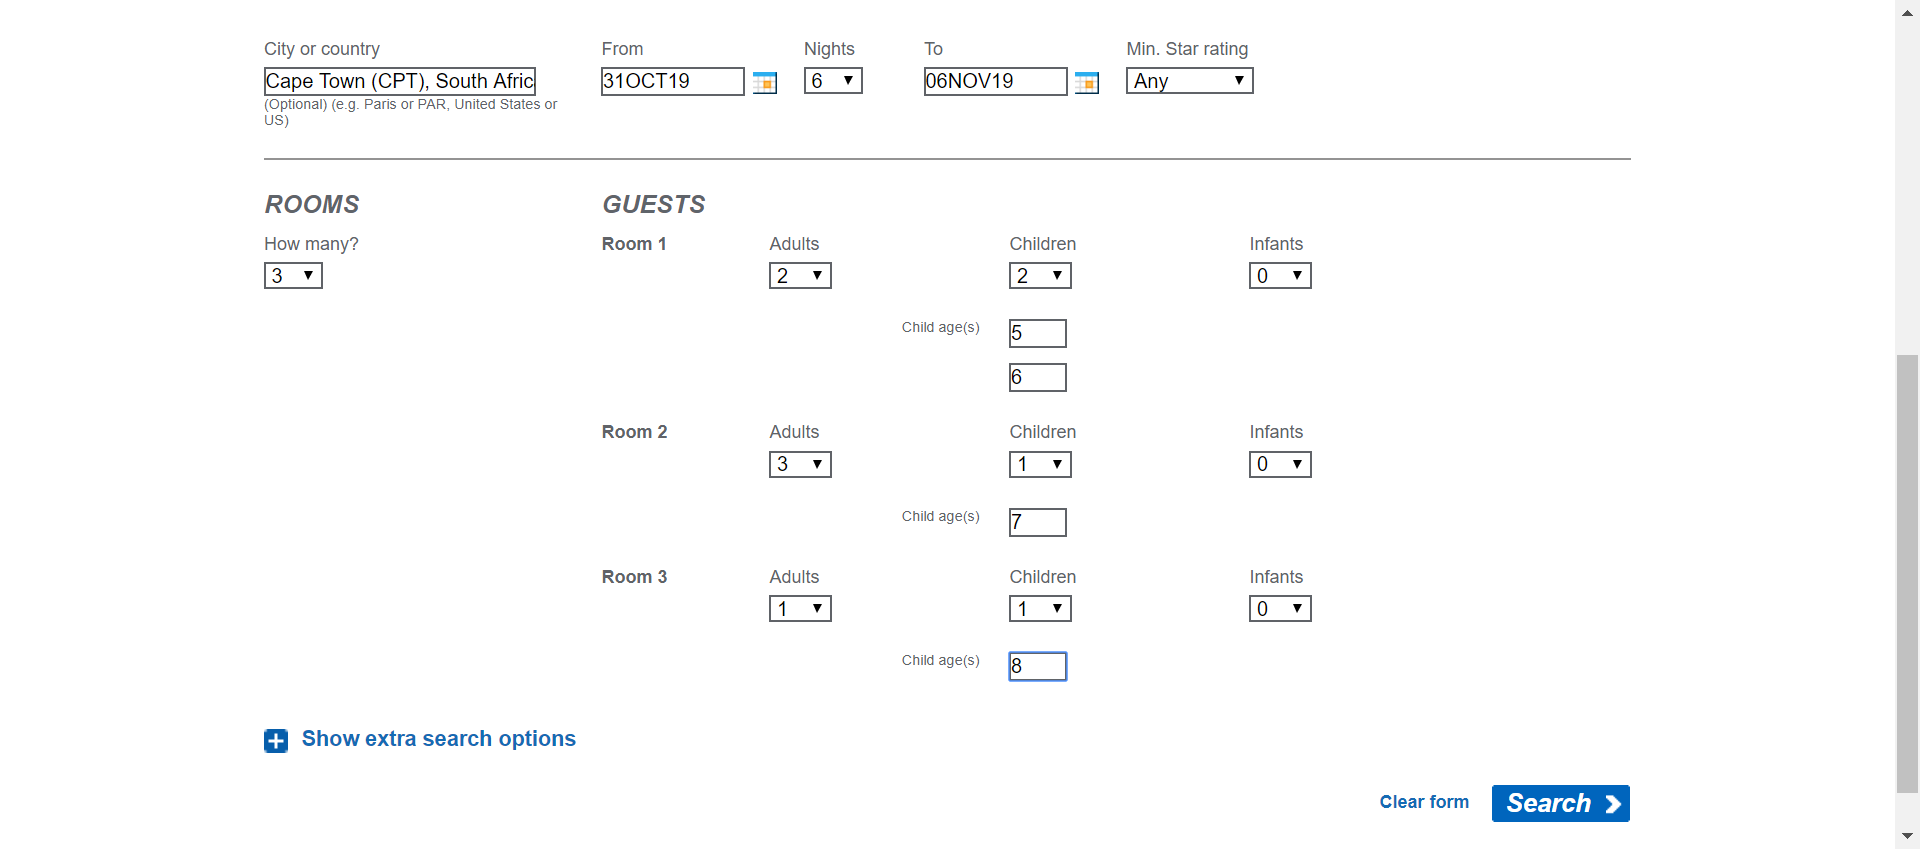 City or country
From
Nights
To
Min. Star rating
Cape Town (CPT), South Afric
31OCT19
6
06NOV19
Any
(Optional) (e.g. Paris or PAR, United States or
US)
ROOMS
GUESTS
How many?
Room 1
Adults
Children
Infants
3
2
2
0
Child age(s)
5
6
Room 2
Adults
Children
Infants
3
1
0
Child age(s)
7
Room 3
Adults
Children
Infants
1
1
0
Child age(s)
8
Show extra search options
Clear form
Search